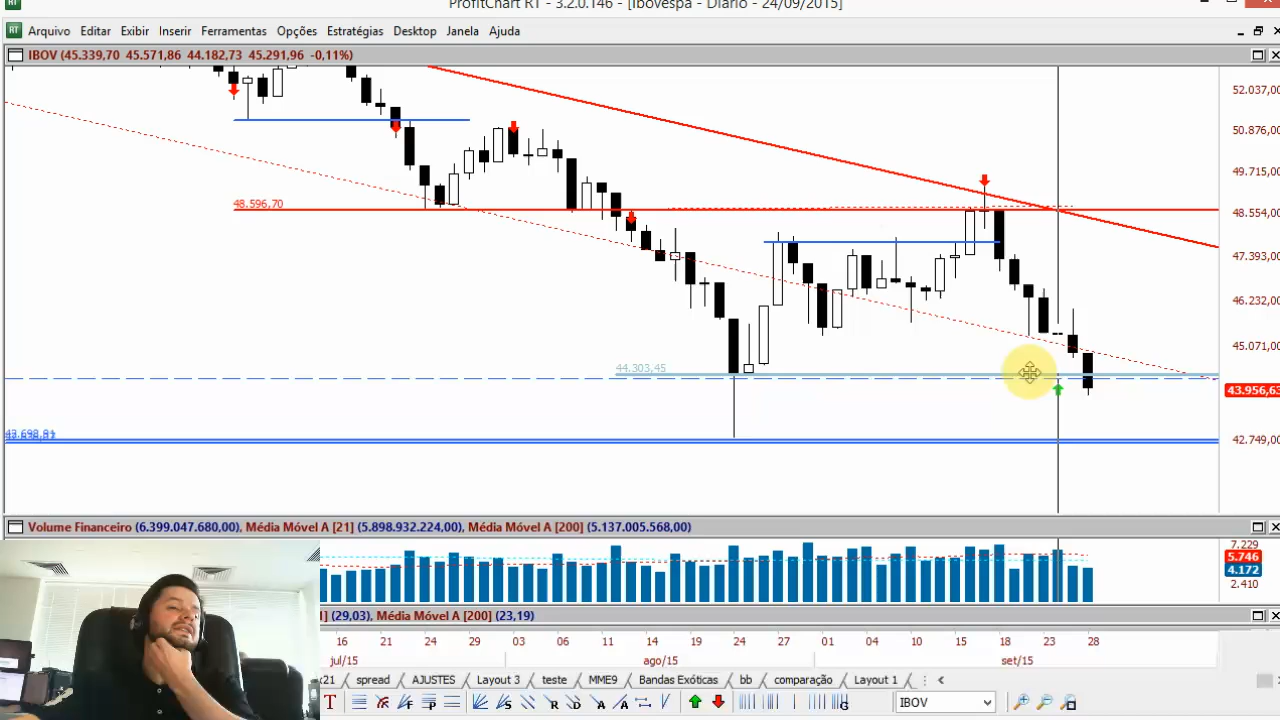 ProfitChart RT - 3.2.0.146 - [Ibovespa - Diário - 24/09/2015]
RT Arquivo Editar Exibir Inserir Ferramentas Opções Estratégias Desktop Janela Ajuda
IBOV (45.339,70 45.571,86 44.182,73 45.291,96 -0,11%)
52.037,00
50.876,00
49.715,00
48.596,70
48.554,00
47.393,00
46.232,00
45.071,00
44.303,45
43.956,63
42.749,00
Volume Financeiro (6.399.047.680,00), Média Móvel A [21] (5.898.932.224,00), Média Móvel A [200] (5.137.005.568,00)
7.229
5.746
4.172
2.410
(29,03), Média Móvel A [200] (23,19)
16 21 24 29 03 06 11 14 19 24 27 01 04 10 15 18 23 28
jul/15 ago/15 set/15
x21 spread AJUSTES Layout 3 teste MME9 Bandas Exóticas bb comparação Layout 1
IBOV